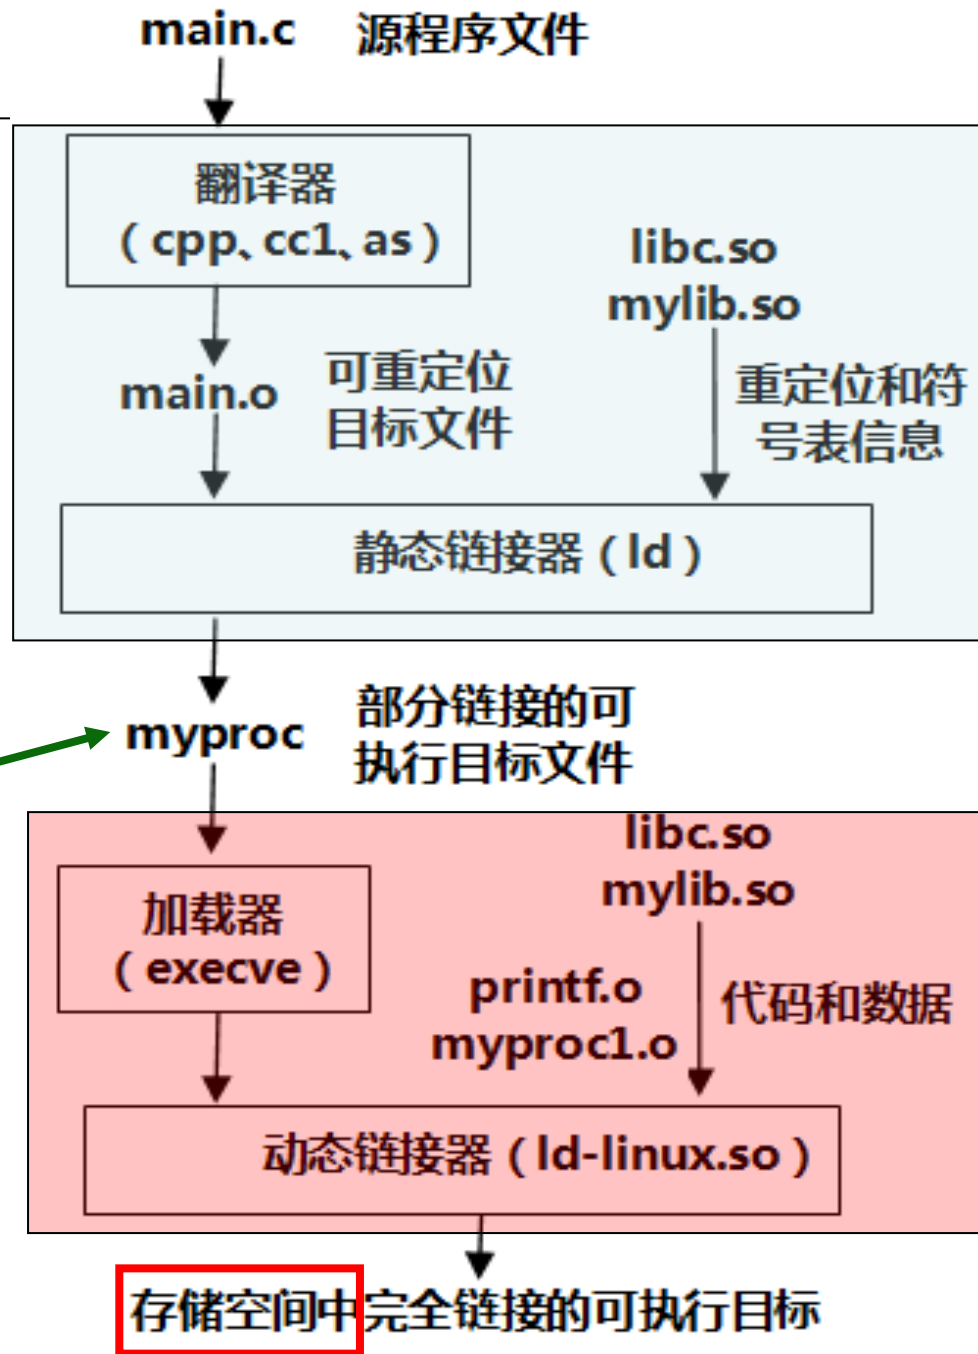 main.c 源程序文件
翻译器
（cpp、cc1、as）
libc.so
mylib.so
main.o
可重定位
目标文件
重定位和符
号表信息
静态链接器（ld）
myproc
部分链接的可
执行目标文件
libc.so
mylib.so
加载器
（execve）
printf.o
myproc1.o
代码和数据
动态链接器（ld-linux.so）
存储空间中完全链接的可执行目标